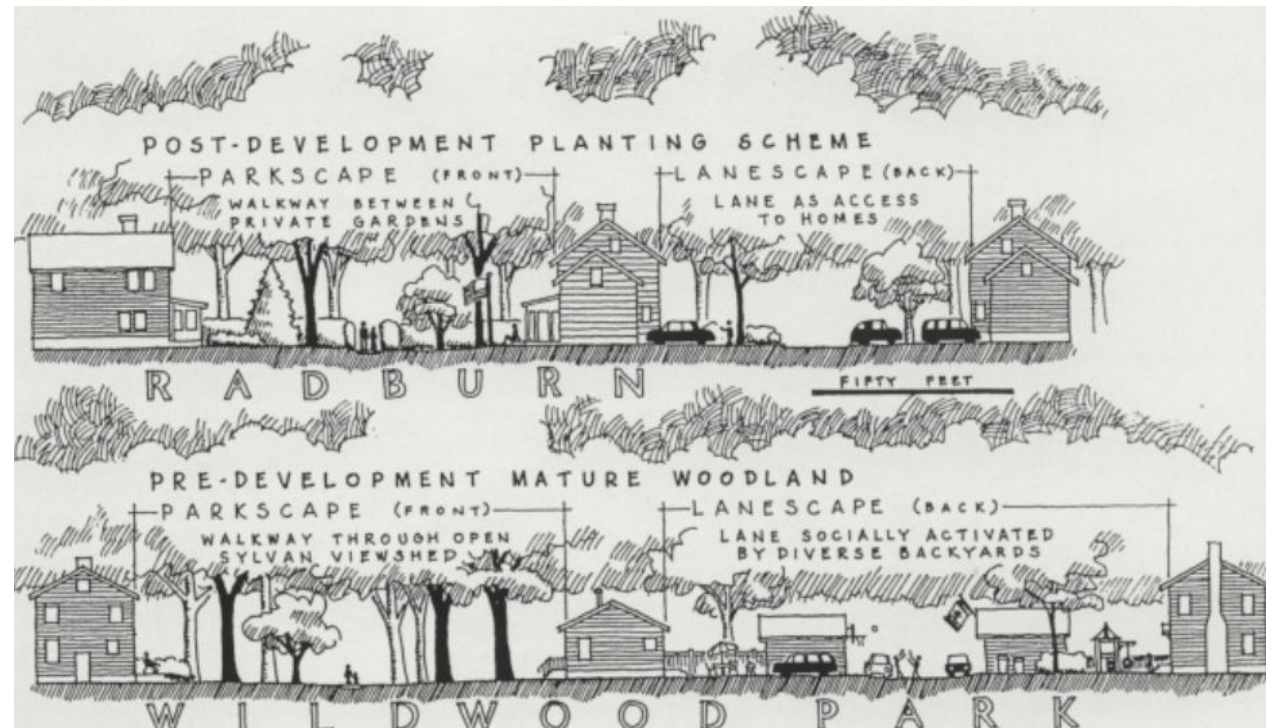 POST-DEVELOPMENT PLANTING SCHEME
PARKSCAPE (FRONT)
LANESCAPE (BACK)
WALKWAY BETWEEN
PRIVATE GARDENS
LANE AS ACCESS
TO HOMES
RADBURN
FIFTY FEET
PRE-DEVELOPMENT MATURE WOODLAND
PARKSCAPE (FRONT)
LANESCAPE (BACK)
WALKWAY THROUGH OPEN
SYLVAN VIEWSHED
LANE SOCIALLY ACTIVATED
BY DIVERSE BACKYARDS
WILDWOOD PARK